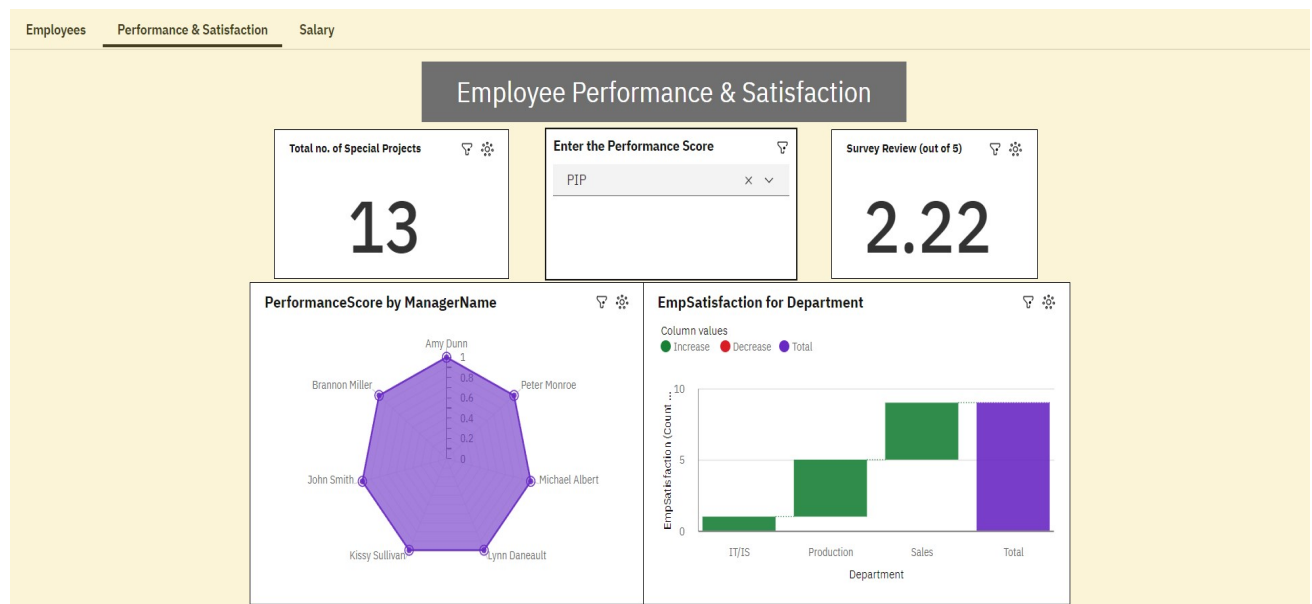 Employees Performance & Satisfaction Salary
Employee Performance & Satisfaction
Total no. of Special Projects
13
Enter the Performance Score
PIP
Survey Review (out of 5)
2.22
PerformanceScore by ManagerName
Amy Dunn
Peter Monroe
Michael Albert
Lynn Daneault
Kissy Sullivan
John Smith
Brannon Miller
1
0.8
0.6
0.4
0.2
0
EmpSatisfaction for Department
Column values
Increase Decrease Total
EmpSatisfaction (Count ...
10
5
0
IT/IS Production Sales Total
Department